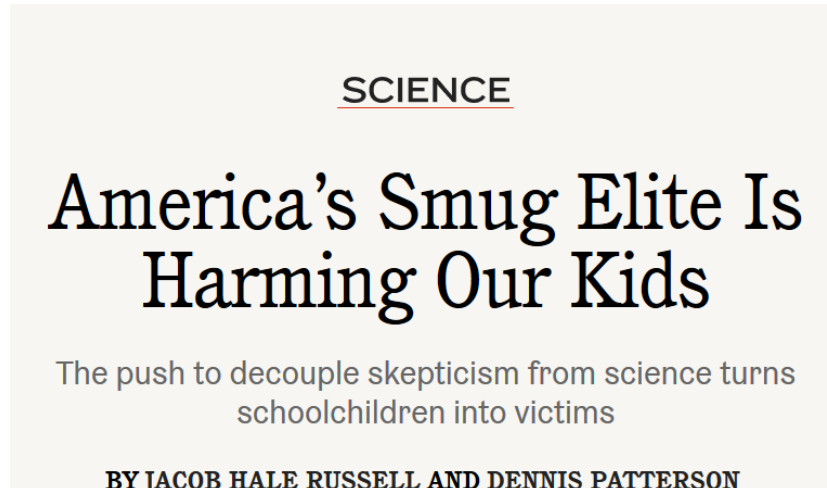 SCIENCE
America’s Smug Elite Is
Harming Our Kids
The push to decouple skepticism from science turns
schoolchildren into victims
BY JACOB HALE RUSSELL AND DENNIS PATTERSON